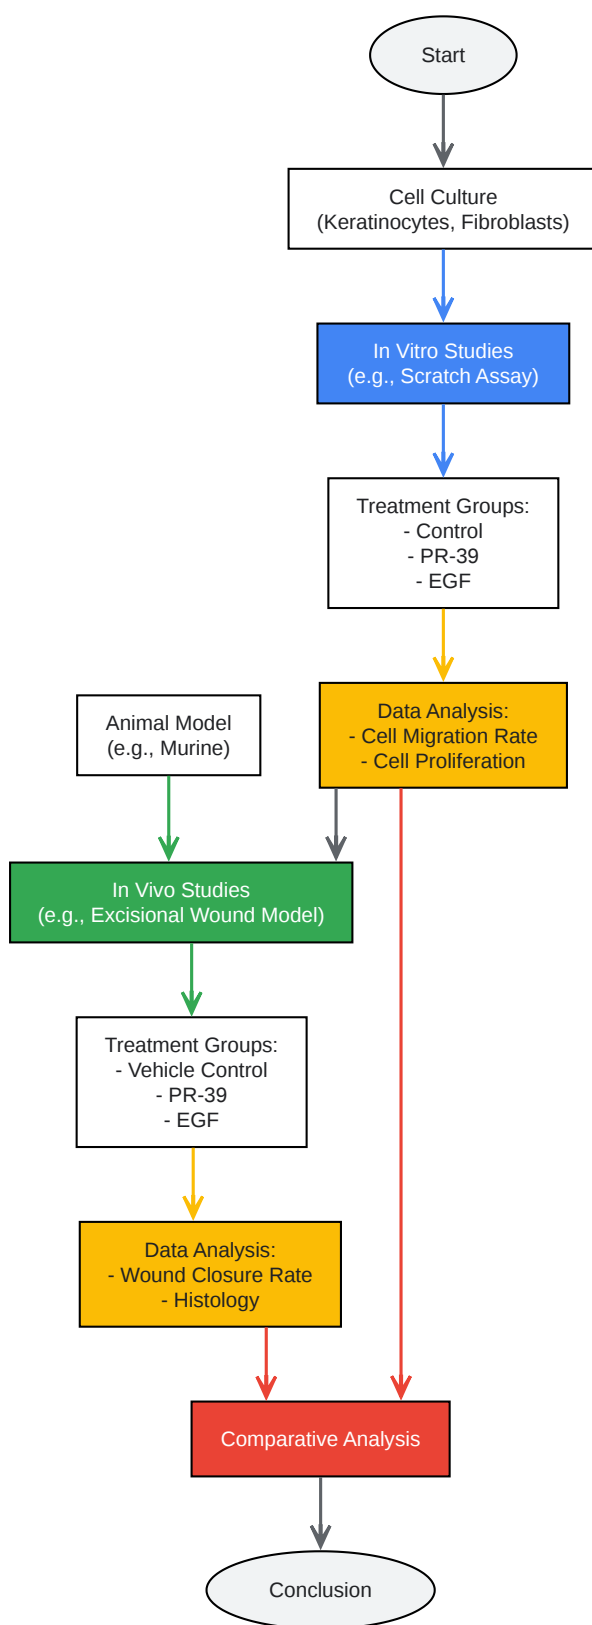 Start
Cell Culture
(Keratinocytes, Fibroblasts)
In Vitro Studies
(e.g., Scratch Assay)
Treatment Groups:
- Control
- PR-39
- EGF
Data Analysis:
- Cell Migration Rate
- Cell Proliferation
Animal Model
(e.g., Murine)
In Vivo Studies
(e.g., Excisional Wound Model)
Treatment Groups:
- Vehicle Control
- PR-39
- EGF
Data Analysis:
- Wound Closure Rate
- Histology
Comparative Analysis
Conclusion